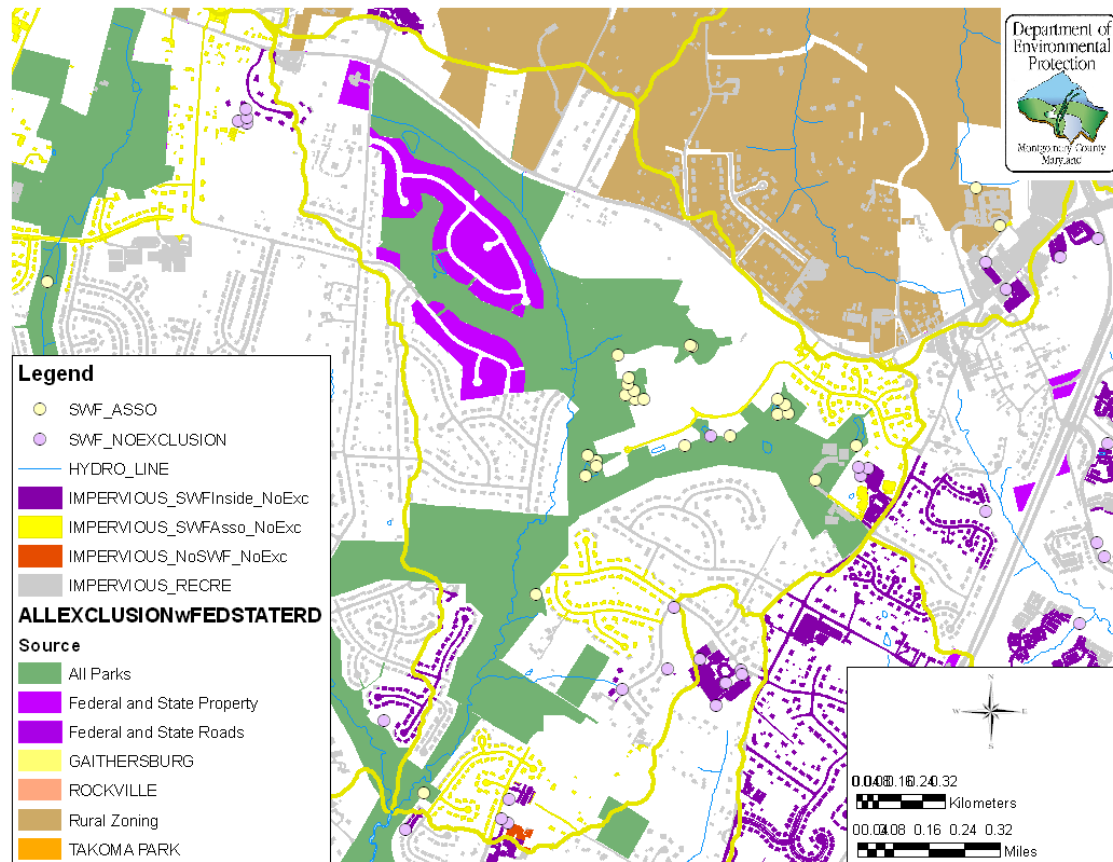 Department of
Environmental
Protection
Montgomery County
Maryland
Legend
SWF_ASSO
SWF_NOEXCLUSION
HYDRO_LINE
IMPERVIOUS_SWFInside_NoExc
IMPERVIOUS_SWFAsso_NoExc
IMPERVIOUS_NoSWF_NoExc
IMPERVIOUS_RECRE
ALLEXCLUSIONwFEDSTATERD
Source
All Parks
Federal and State Property
Federal and State Roads
GAITHERSBURG
ROCKVILLE
Rural Zoning
TAKOMA PARK
N
W E
S
0.16 0.24 0.32
Kilometers
0.16 0.24 0.32
Miles